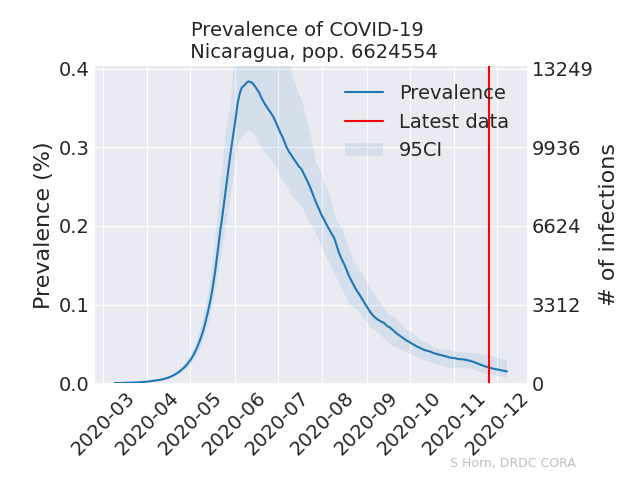 Prevalence of COVID-19
Nicaragua, pop. 6624554
0.4
0.3
0.2
0.1
0.0
Prevalence (%)
Prevalence
Latest data
95CI
13249
9936
6624
3312
0
# of infections
2020-03
2020-04
2020-05
2020-06
2020-07
2020-08
2020-09
2020-10
2020-11
2020-12
S Horn, DRDC CORA